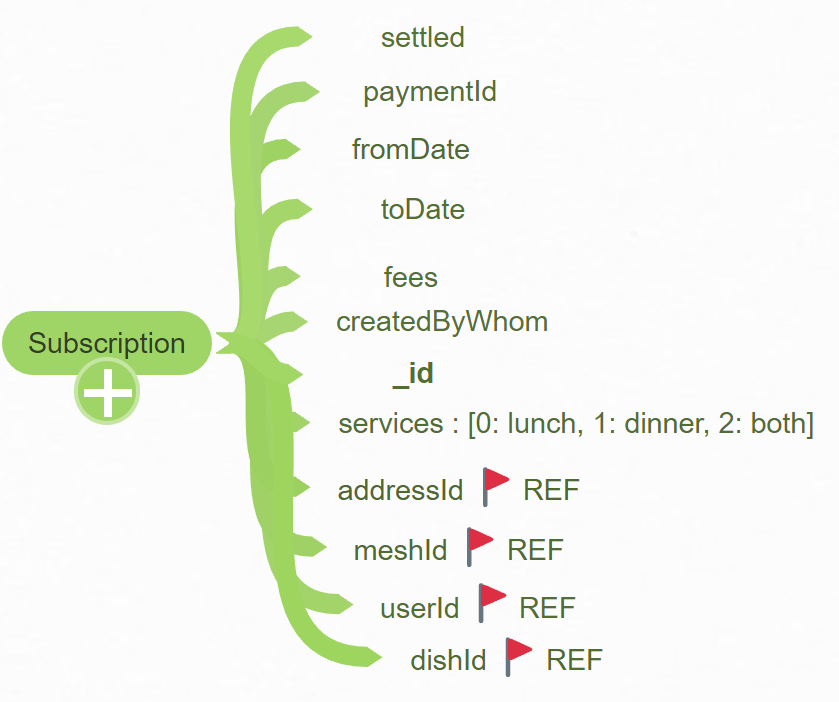 settled
paymentId
fromDate
toDate
fees
createdByWhom
Subscription
_id
services : [0: lunch, 1: dinner, 2: both]
addressId REF
meshId REF
userId REF
dishId REF